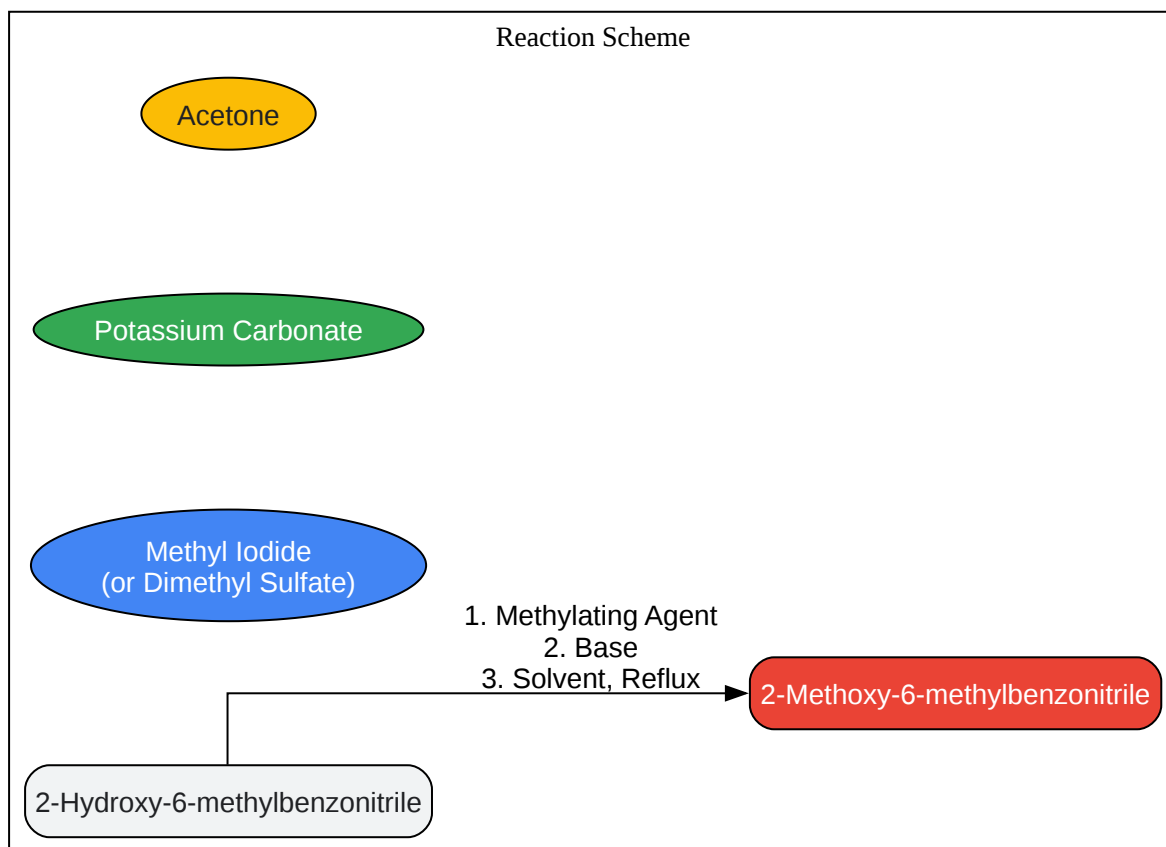 Reaction Scheme
Acetone
Potassium Carbonate
Methyl Iodide
(or Dimethyl Sulfate)
1. Methylating Agent
2. Base
3. Solvent, Reflux
2-Methoxy-6-methylbenzonitrile
2-Hydroxy-6-methylbenzonitrile